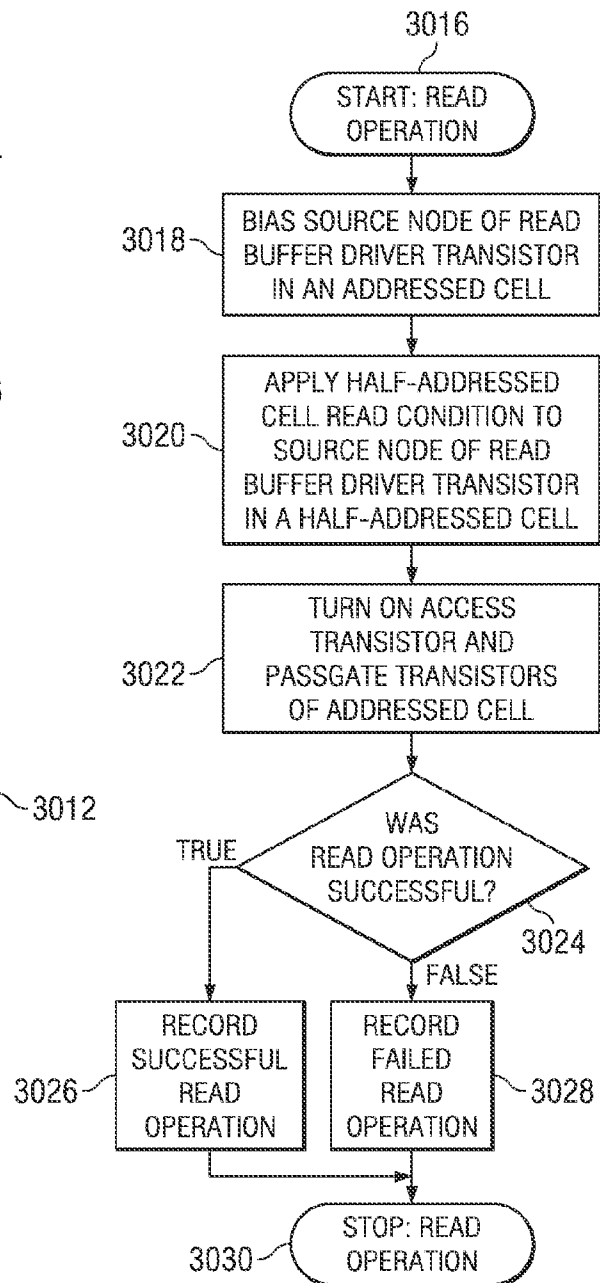 3016
START: READ
OPERATION
3018
BIAS SOURCE NODE OF READ
BUFFER DRIVER TRANSISTOR
IN AN ADDRESSED CELL
3020
APPLY HALF-ADDRESSED
CELL READ CONDITION TO
SOURCE NODE OF READ
BUFFER DRIVER TRANSISTOR
IN A HALF-ADDRESSED CELL
3022
TURN ON ACCESS
TRANSISTOR AND
PASSGATE TRANSISTORS
OF ADDRESSED CELL
3012
WAS
READ OPERATION
SUCCESSFUL?
3024
TRUE
FALSE
3026
RECORD
SUCCESSFUL
READ
OPERATION
RECORD
FAILED
READ
OPERATION
3028
3030
STOP: READ
OPERATION